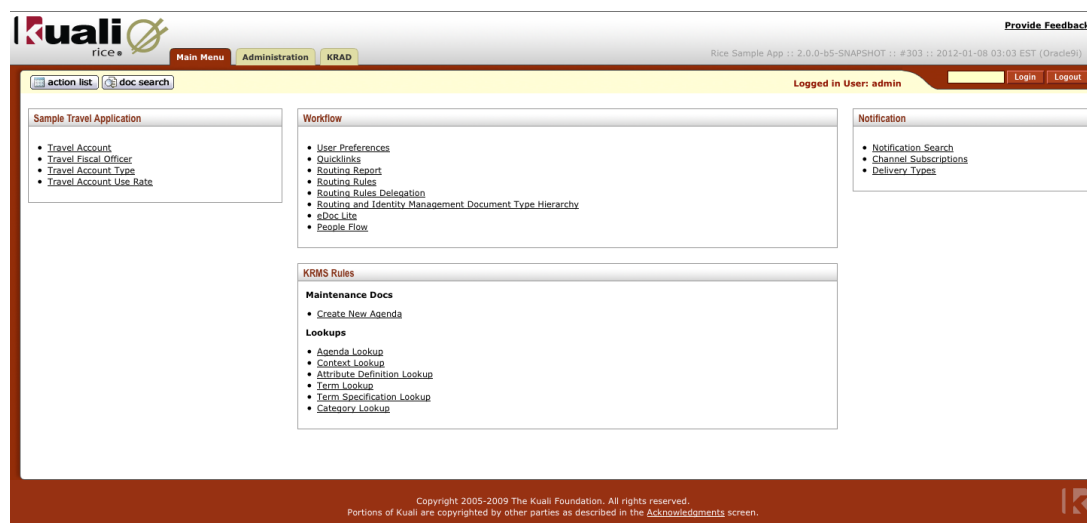 Kuali
rice
Provide Feedback
Main Menu
Administration
KRAD
Rice Sample App :: 2.0.0-b5-SNAPSHOT :: #303 :: 2012-01-08 03:03 EST (Oracle9i)
action list
doc search
Logged in User: admin
Login
Logout
Sample Travel Application
Travel Account
Travel Fiscal Officer
Travel Account Type
Travel Account Use Rate
Workflow
User Preferences
Quicklinks
Routing Report
Routing Rules
Routing Rules Delegation
Routing and Identity Management Document Type Hierarchy
eDoc Lite
People Flow
KRMS Rules
Maintenance Docs
Create New Agenda
Lookups
Agenda Lookup
Context Lookup
Attribute Definition Lookup
Term Lookup
Term Specification Lookup
Category Lookup
Notification
Notification Search
Channel Subscriptions
Delivery Types
Copyright 2005-2009 The Kuali Foundation. All rights reserved.
Portions of Kuali are copyrighted by other parties as described in the Acknowledgments screen.